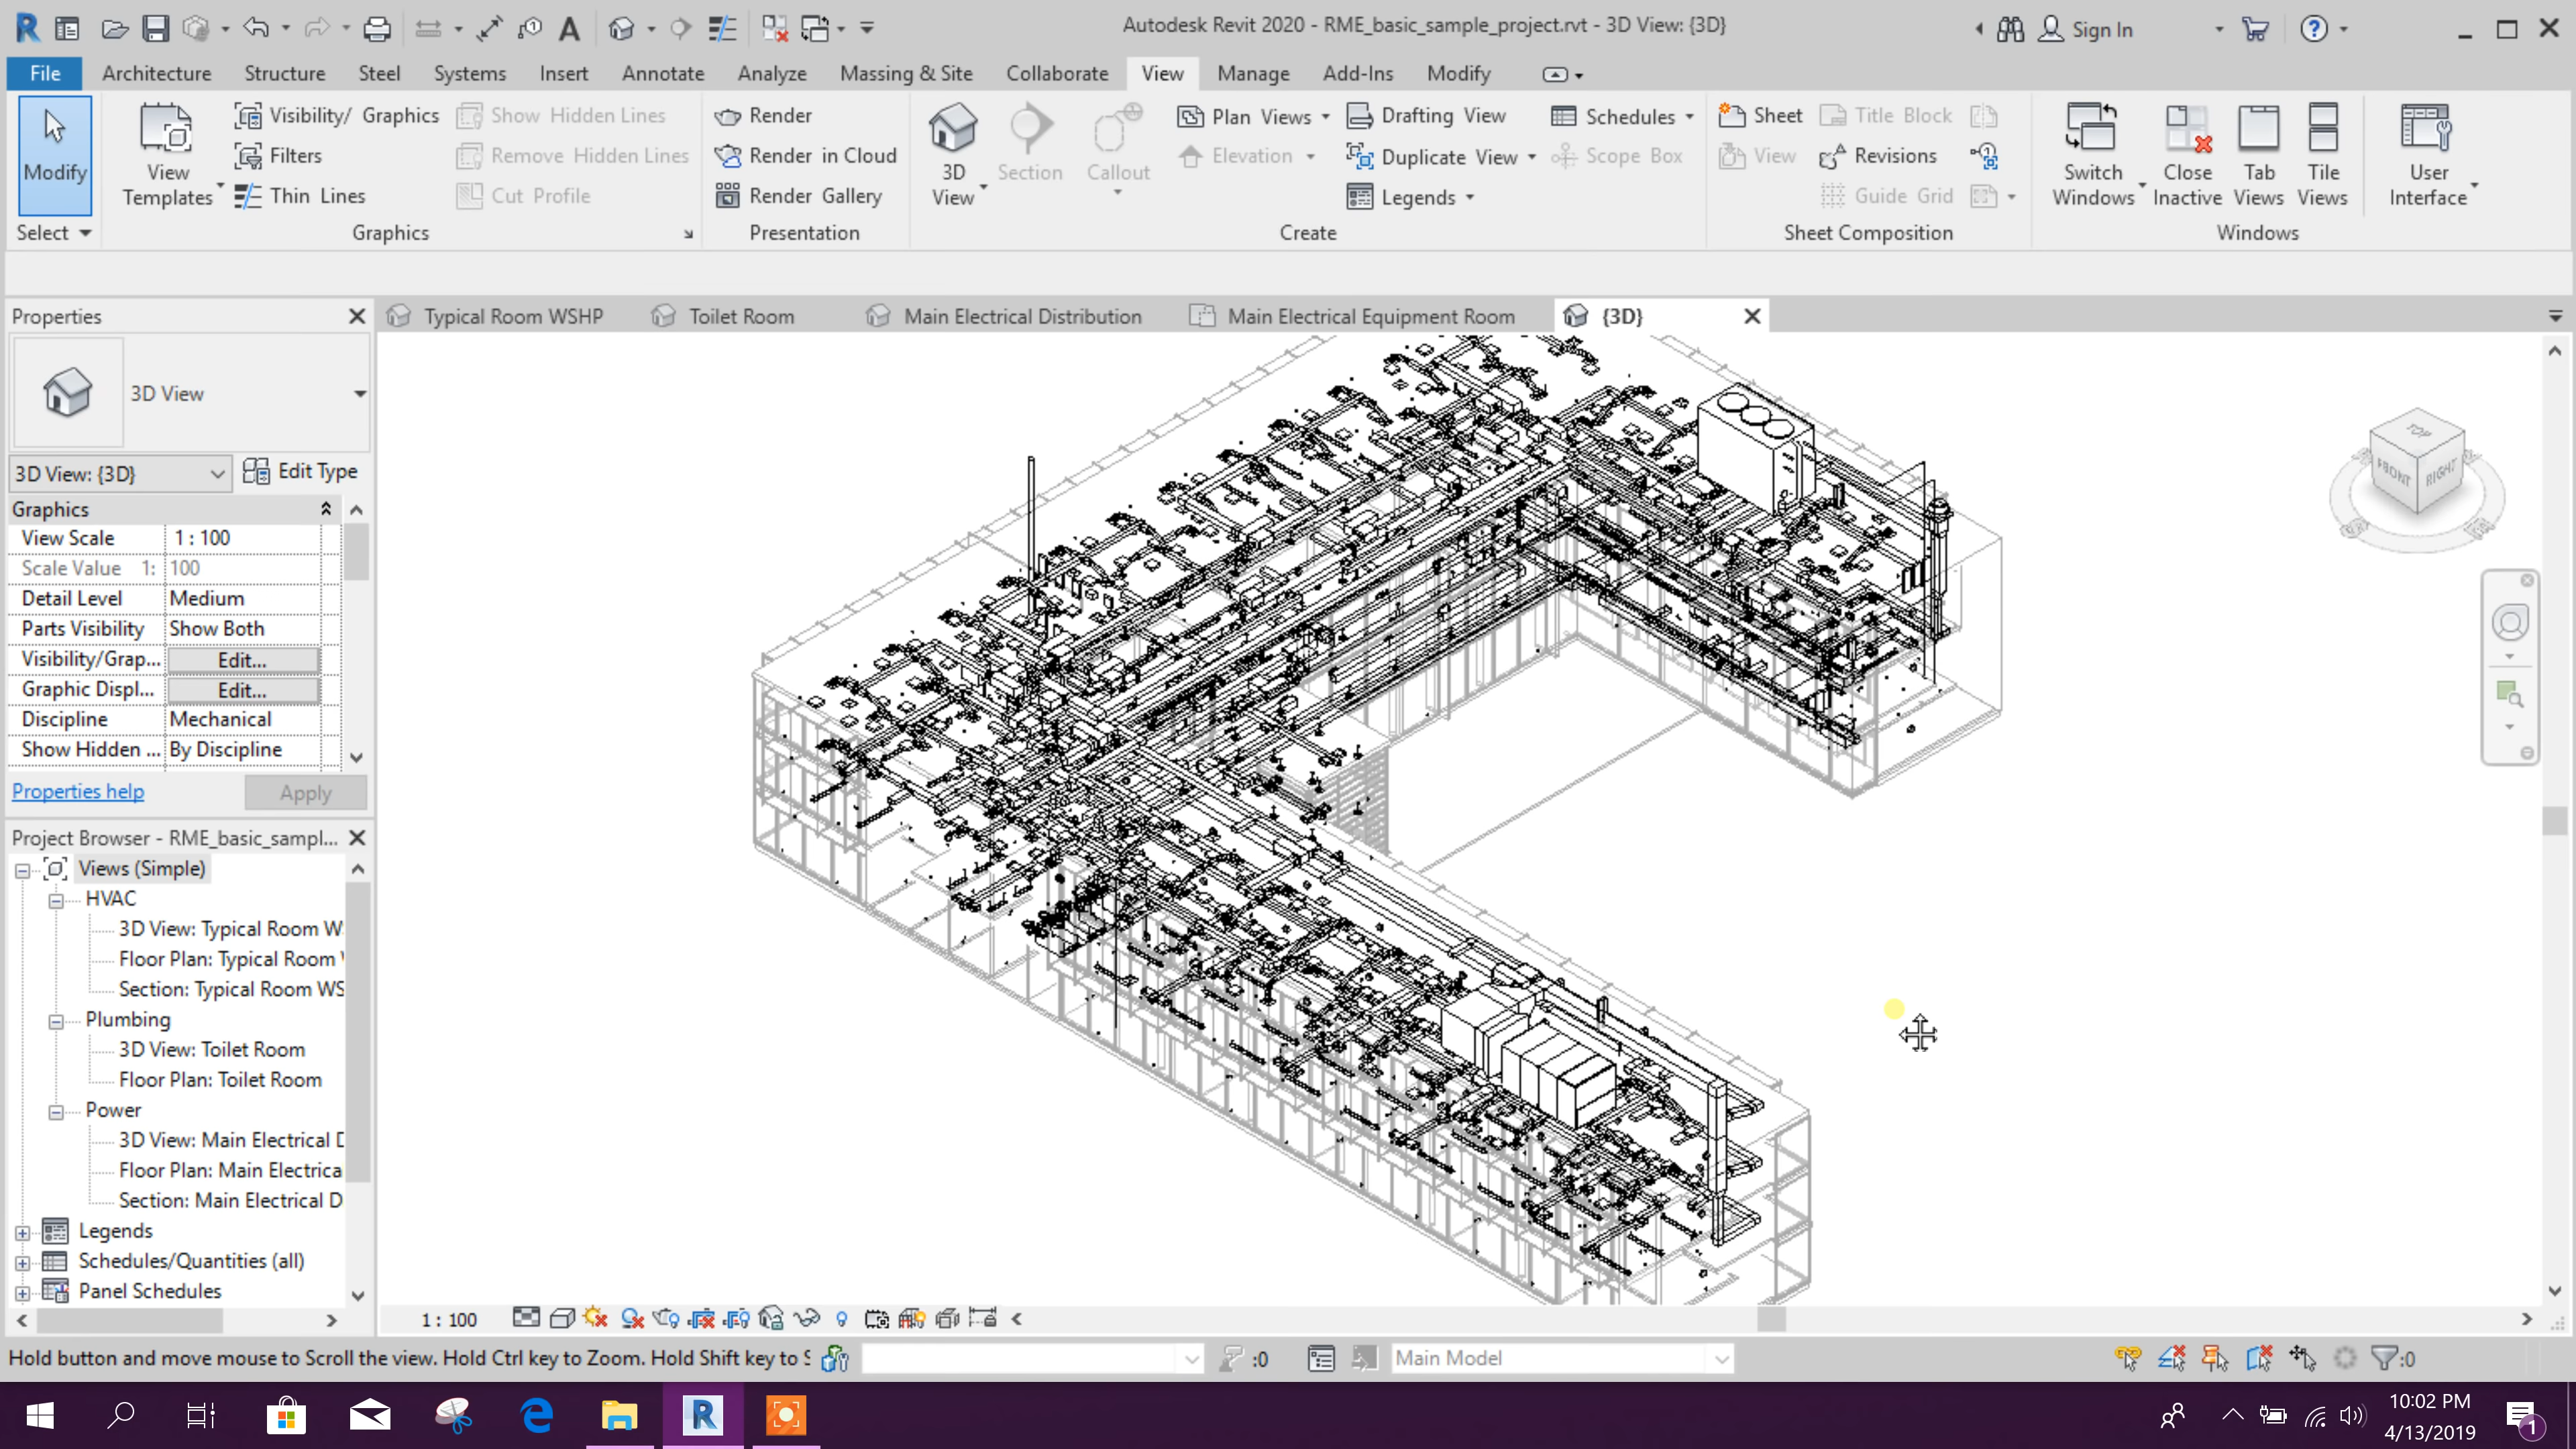 Autodesk Revit 2020 - RME_basic_sample_project.rvt - 3D View: {3D}
Sign In
File Architecture Structure Steel Systems Insert Annotate Analyze Massing & Site Collaborate View Manage Add-Ins Modify
Modify
Select
View Templates
Visibility/ Graphics
Filters
Thin Lines
Show Hidden Lines
Remove Hidden Lines
Cut Profile
Graphics
Render
Render in Cloud
Render Gallery
Presentation
3D View
Section
Callout
Plan Views
Elevation
Drafting View
Duplicate View
Legends
Schedules
Scope Box
Create
Sheet
View
Title Block
Revisions
Guide Grid
Sheet Composition
Switch Windows
Close Inactive
Tab Views
Tile Views
Windows
User Interface
Properties
Typical Room WSHP
Toilet Room
Main Electrical Distribution
Main Electrical Equipment Room
{3D}
3D View
3D View: {3D}
Edit Type
Graphics
View Scale 1 : 100
Scale Value 1: 100
Detail Level Medium
Parts Visibility Show Both
Visibility/Grap... Edit...
Graphic Displ... Edit...
Discipline Mechanical
Show Hidden ... By Discipline
Properties help
Apply
Project Browser - RME_basic_sampl...
Views (Simple)
HVAC
3D View: Typical Room W
Floor Plan: Typical Room
Section: Typical Room WS
Plumbing
3D View: Toilet Room
Floor Plan: Toilet Room
Power
3D View: Main Electrical D
Floor Plan: Main Electrica
Section: Main Electrical D
Legends
Schedules/Quantities (all)
Panel Schedules
TOP
FRONT
RIGHT
1 : 100
Hold button and move mouse to Scroll the view. Hold Ctrl key to Zoom. Hold Shift key to S
:0
Main Model
:0
10:02 PM
4/13/2019
1